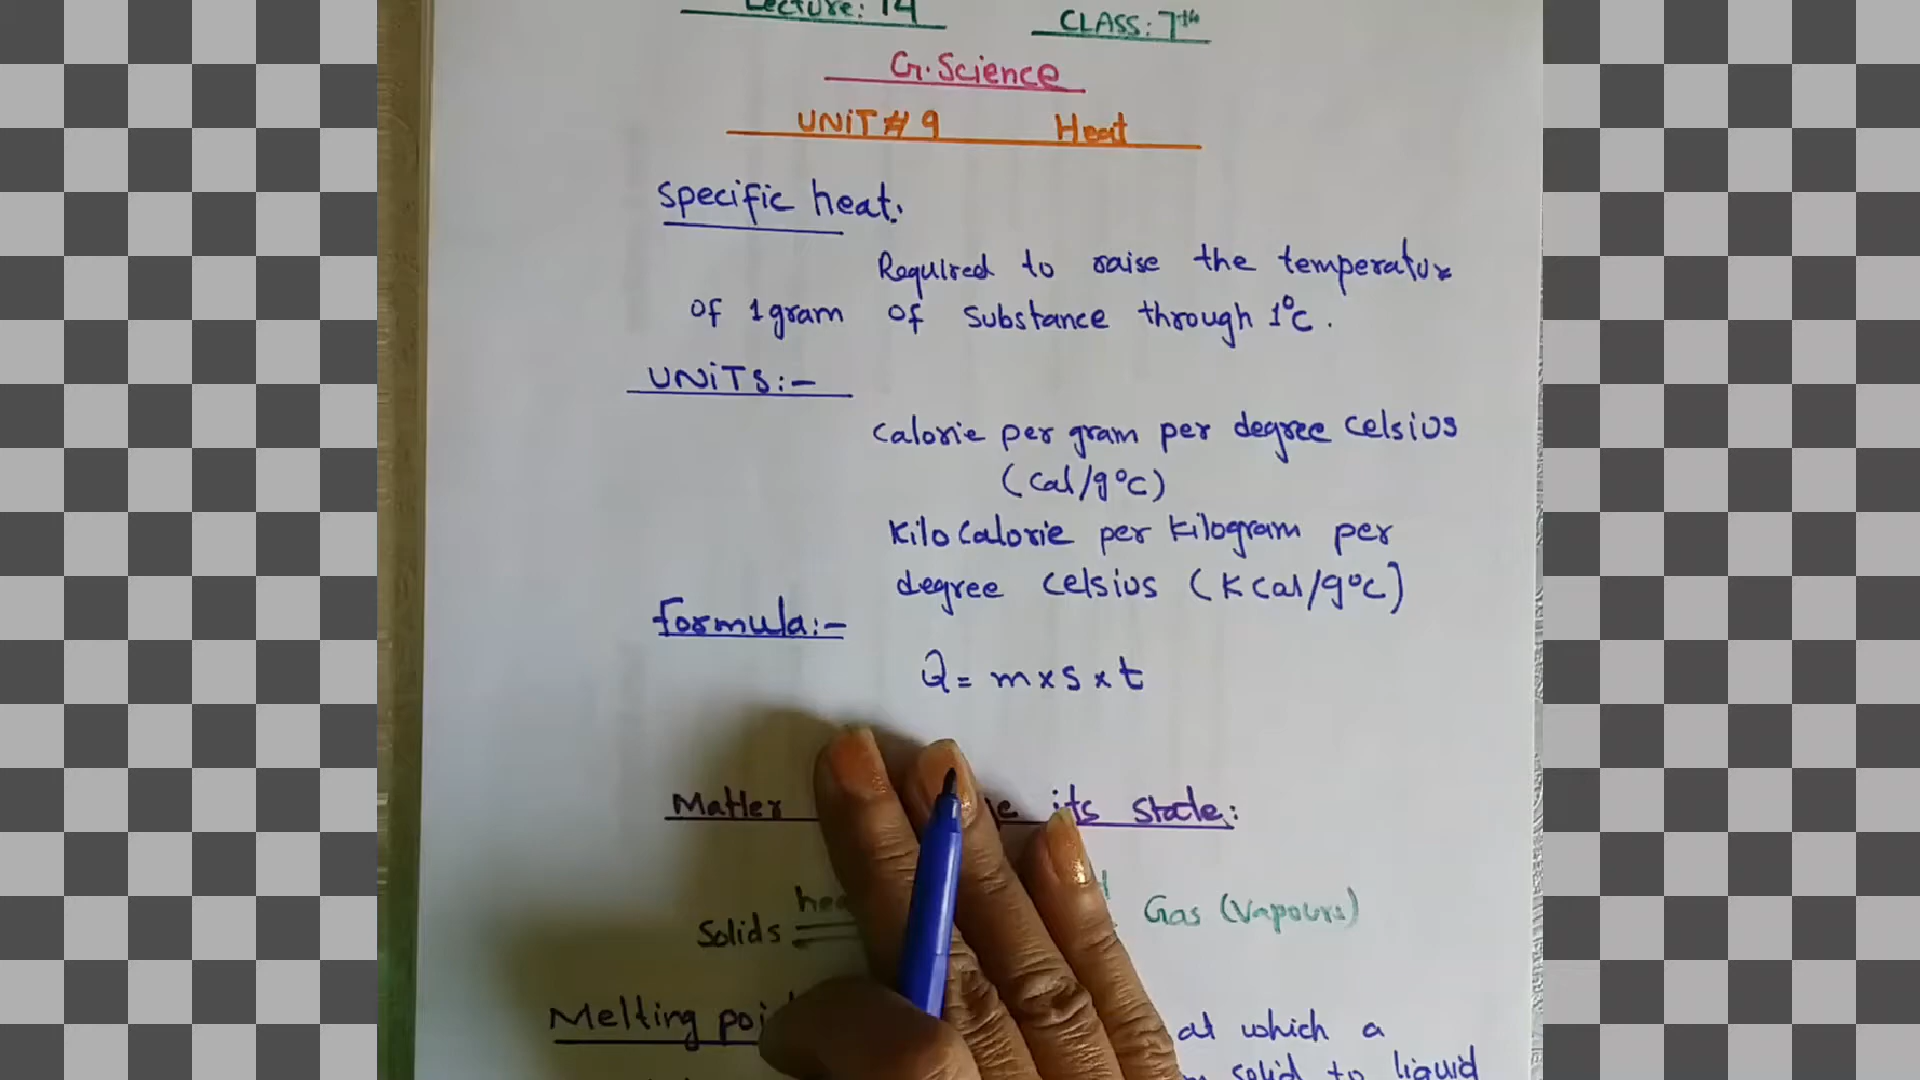 Lecture: 14 CLASS: 7th
G.Science
UNiT # 9 Heat
Specific heat.
Required to raise the temperature
of 1 gram of Substance through 1°C.
UNiTS:-
Calorie per gram per degree Celsius
(Cal/g°C)
Kilo Calorie per Kilogram per
degree Celsius (Kcal/g°C)
Formula:-
Q = m x s x t
Matter its state:
Solids Gas (Vapours)
Melting at which a
solid to liquid